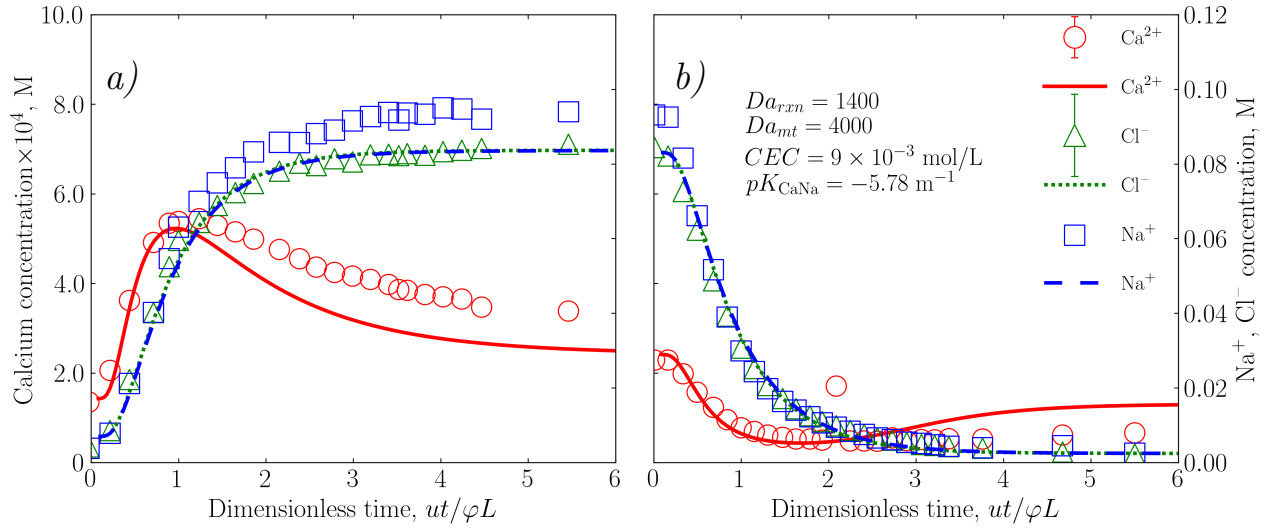 Calcium concentration×10⁴, M
10.0
8.0
6.0
4.0
2.0
0.0
a)
0 1 2 3 4 5 6
Dimensionless time, ut/φL
b)
Da_rxn = 1400
Da_mt = 4000
CEC = 9 × 10⁻³ mol/L
pK_CaNa = −5.78 m⁻¹
Ca²⁺
Ca²⁺
Cl⁻
Cl⁻
Na⁺
Na⁺
0 1 2 3 4 5 6
Dimensionless time, ut/φL
0.12
0.10
0.08
0.06
0.04
0.02
0.00
Na⁺, Cl⁻ concentration, M